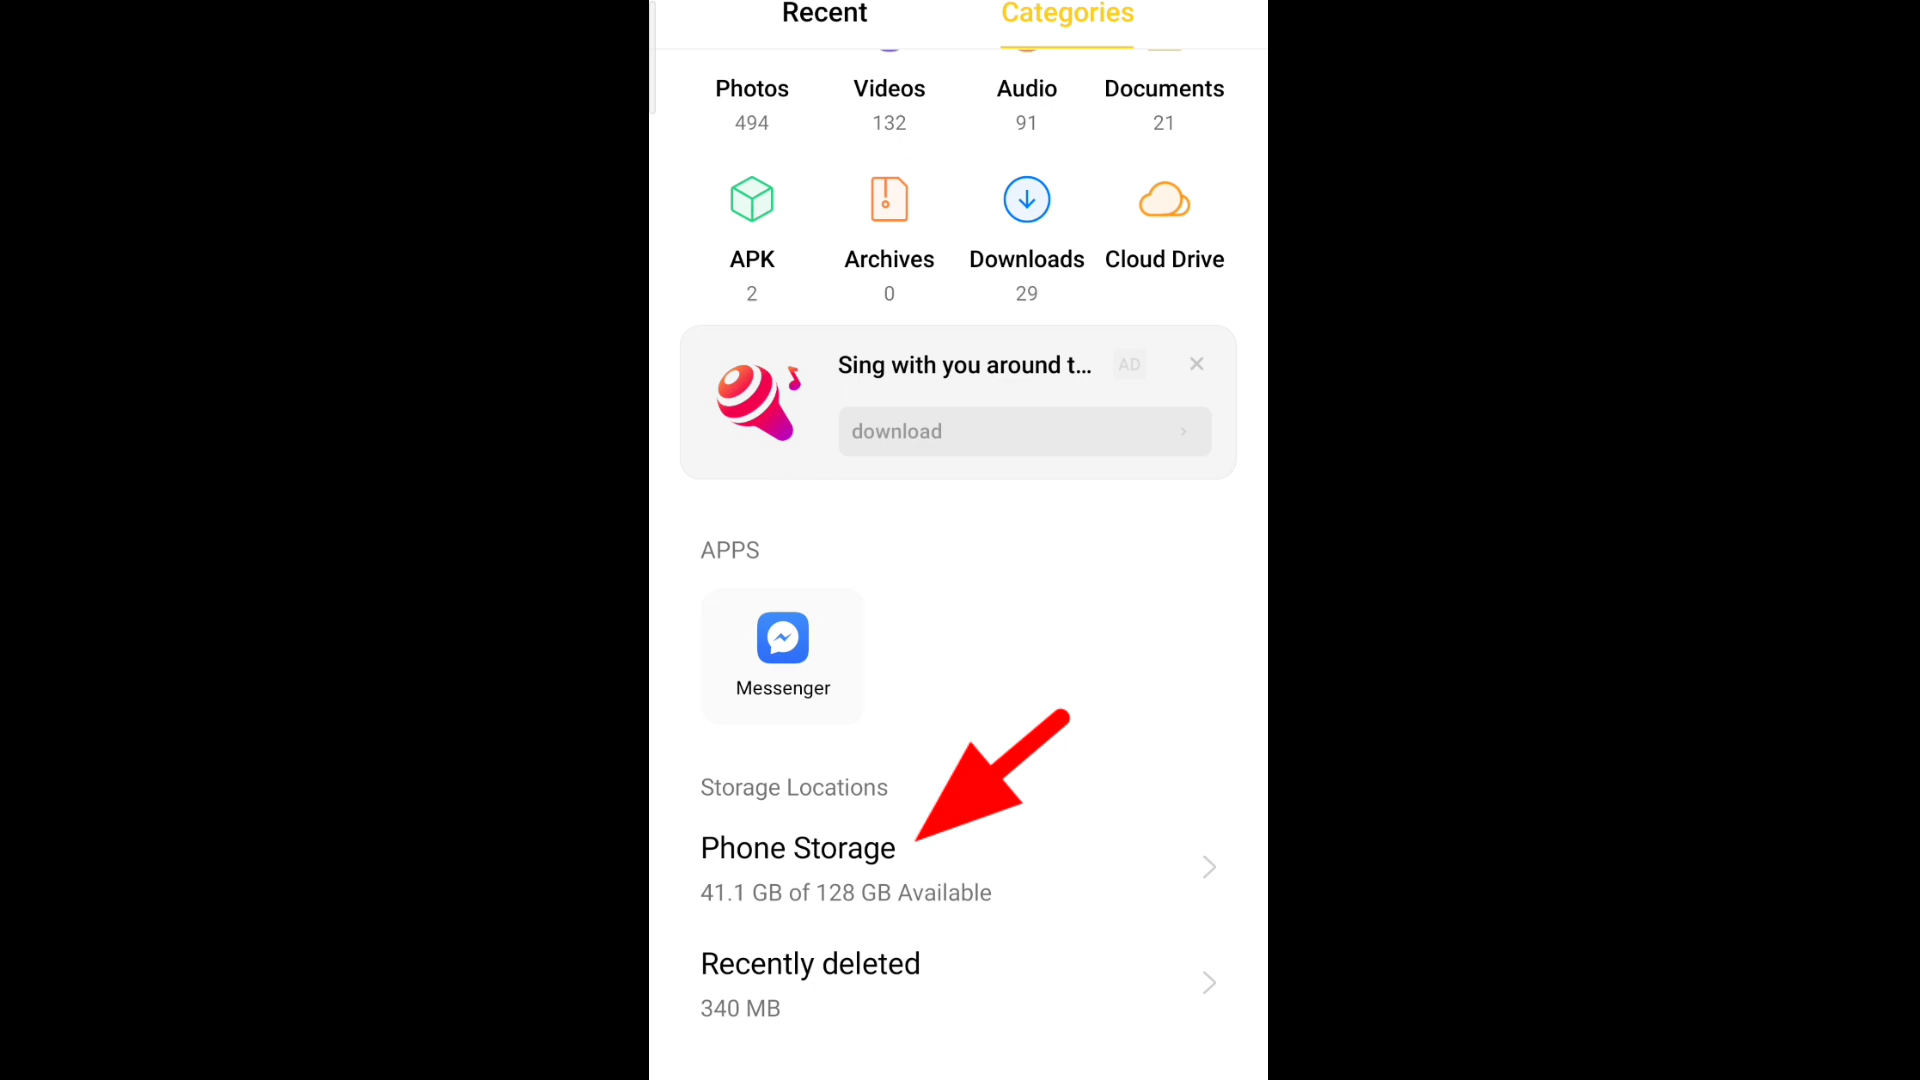 Recent Categories
Photos Videos Audio Documents
494 132 91 21
APK Archives Downloads Cloud Drive
2 0 29
Sing with you around t... AD
download
APPS
Messenger
Storage Locations
Phone Storage
41.1 GB of 128 GB Available
Recently deleted
340 MB